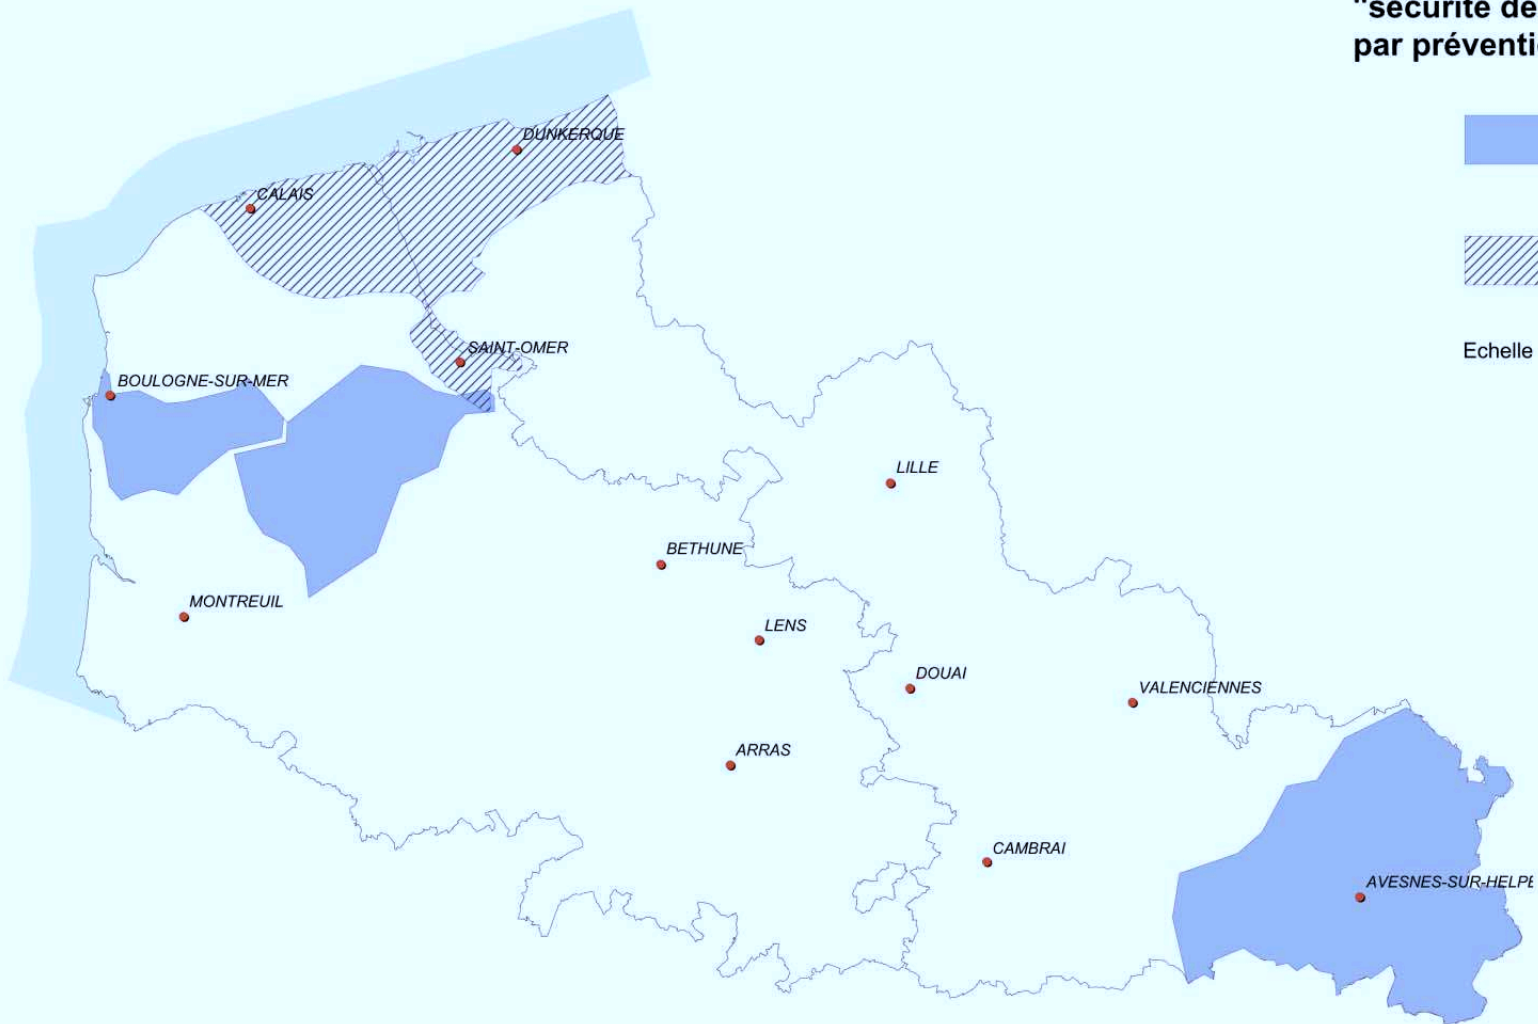 "sécurité de
par préventi
DUNKERQUE
CALAIS
SAINT-OMER
Echelle
BOULOGNE-SUR-MER
LILLE
BETHUNE
MONTREUIL
LENS
DOUAI
VALENCIENNES
ARRAS
CAMBRAI
AVESNES-SUR-HELPE